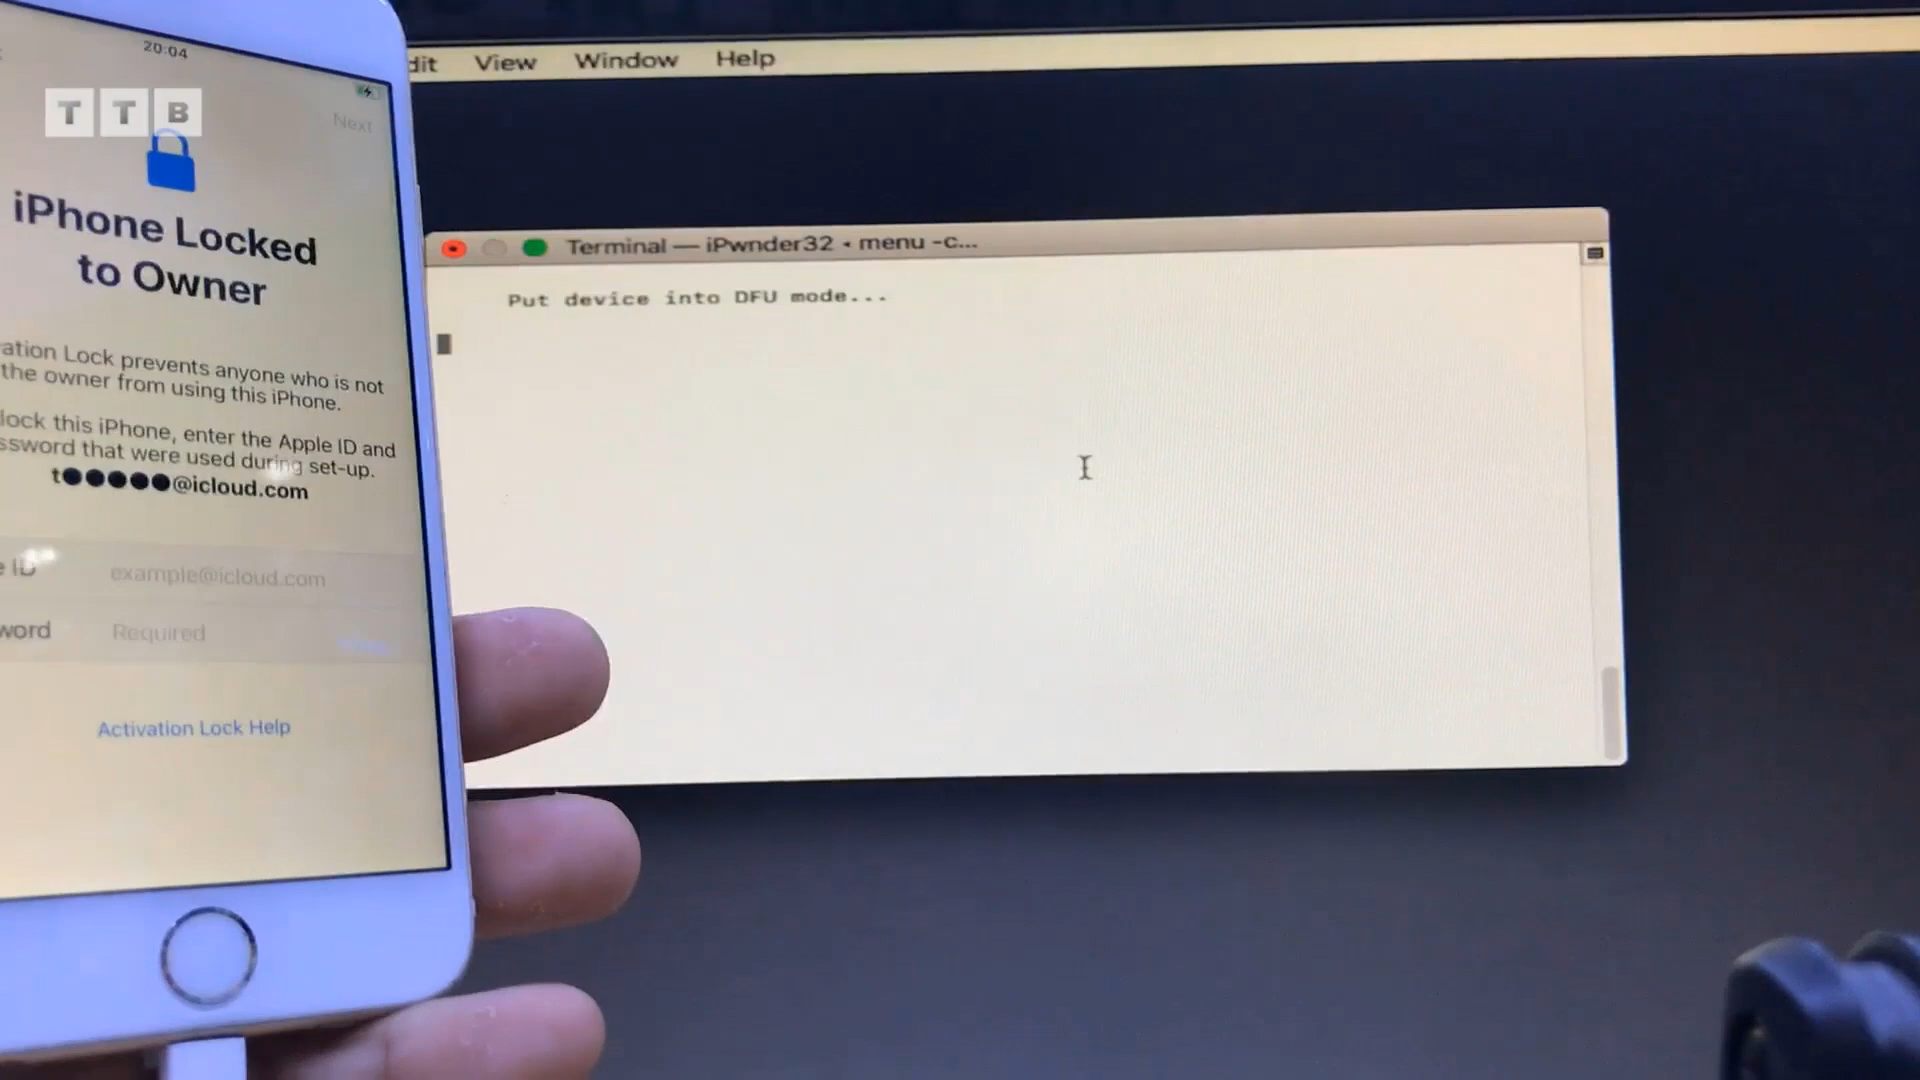 20:04
TTB
Next
iPhone Locked
to Owner
ation Lock prevents anyone who is not
the owner from using this iPhone.
lock this iPhone, enter the Apple ID and
ssword that were used during set-up.
t●●●●●@icloud.com
e ID example@icloud.com
word Required
Activation Lock Help
dit View Window Help
Terminal — iPwnder32 • menu -c...
Put device into DFU mode...